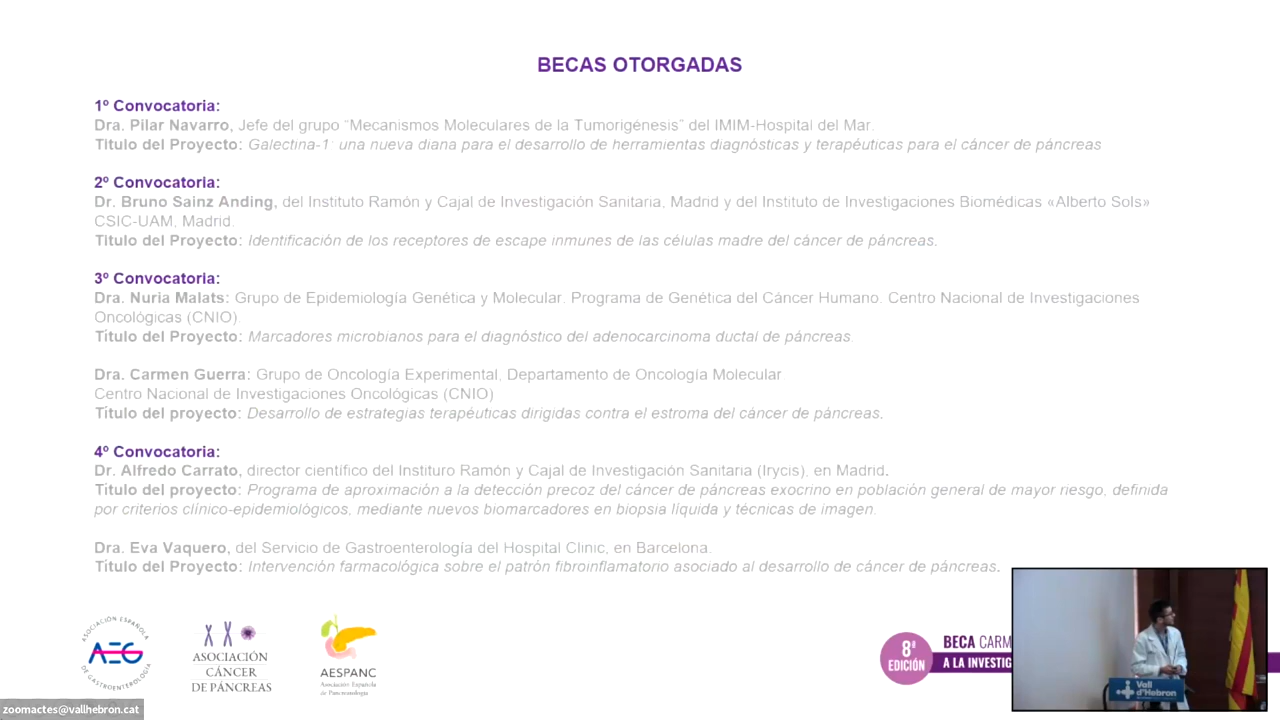 BECAS OTORGADAS
1º Convocatoria:
Dra. Pilar Navarro, Jefe del grupo “Mecanismos Moleculares de la Tumorigénesis” del IMIM-Hospital del Mar.
Título del Proyecto: Galectina-1: una nueva diana para el desarrollo de herramientas diagnósticas y terapéuticas para el cáncer de páncreas
2º Convocatoria:
Dr. Bruno Sainz Anding, del Instituto Ramón y Cajal de Investigación Sanitaria, Madrid y del Instituto de Investigaciones Biomédicas «Alberto Sols»
CSIC-UAM, Madrid.
Título del Proyecto: Identificación de los receptores de escape inmunes de las células madre del cáncer de páncreas.
3º Convocatoria:
Dra. Nuria Malats: Grupo de Epidemiología Genética y Molecular. Programa de Genética del Cáncer Humano. Centro Nacional de Investigaciones
Oncológicas (CNIO)
Título del Proyecto: Marcadores microbianos para el diagnóstico del adenocarcinoma ductal de páncreas.
Dra. Carmen Guerra: Grupo de Oncología Experimental, Departamento de Oncología Molecular
Centro Nacional de Investigaciones Oncológicas (CNIO)
Título del proyecto: Desarrollo de estrategias terapéuticas dirigidas contra el estroma del cáncer de páncreas.
4º Convocatoria:
Dr. Alfredo Carrato, director científico del Instituro Ramón y Cajal de Investigación Sanitaria (Irycis), en Madrid.
Título del proyecto: Programa de aproximación a la detección precoz del cáncer de páncreas exocrino en población general de mayor riesgo, definida
por criterios clínico-epidemiológicos, mediante nuevos biomarcadores en biopsia líquida y técnicas de imagen.
Dra. Eva Vaquero, del Servicio de Gastroenterología del Hospital Clinic, en Barcelona.
Título del Proyecto: Intervención farmacológica sobre el patrón fibroinflamatorio asociado al desarrollo de cáncer de páncreas.
ASOCIACIÓN ESPAÑOLA
AEG
DE GASTROENTEROLOGÍA
ASOCIACIÓN
CÁNCER
DE PÁNCREAS
AESPANC
Asociación Española
de Pancreatología
8ª
EDICIÓN
BECA CARM
A LA INVESTIG
Vall
d'Hebron
zoomactes@vallhebron.cat